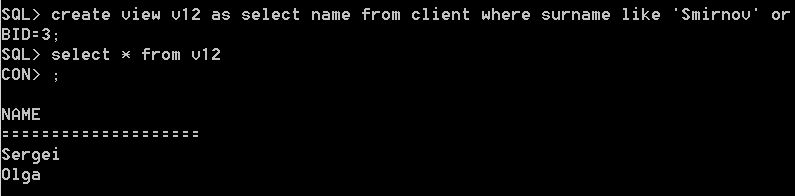 SQL> create view v12 as select name from client where surname like 'Smirnov' or
BID=3;
SQL> select * from v12
CON> ;
NAME
====================
Sergei
Olga